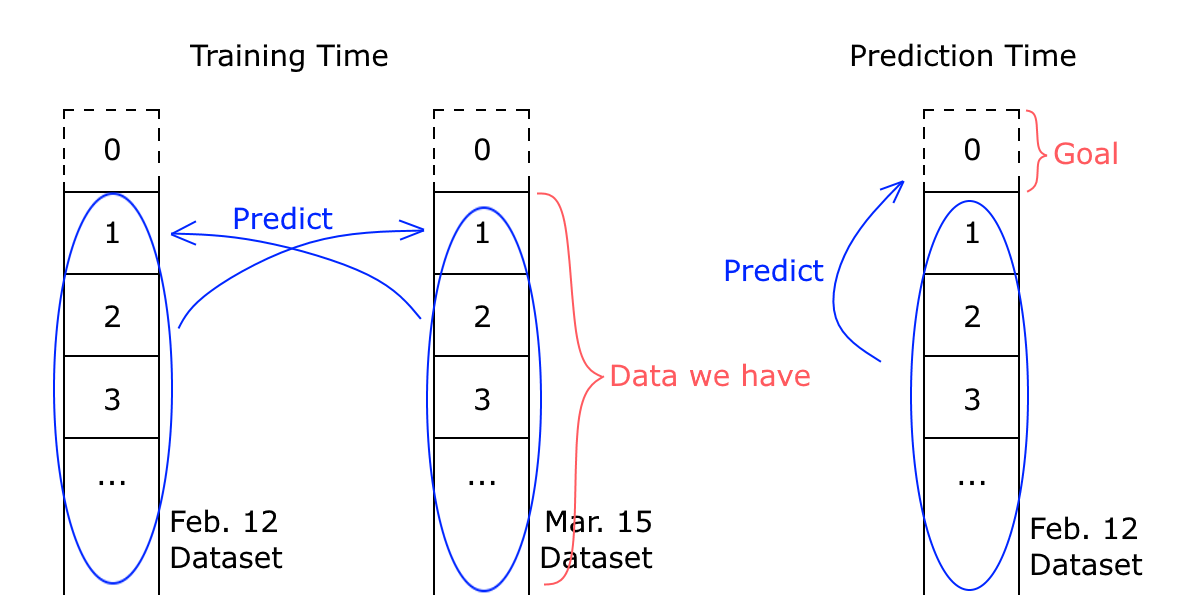 Training Time
Prediction Time
0
0
0
Goal
1
Predict
1
1
2
2
Predict
2
3
3
Data we have
3
...
...
...
Feb. 12
Dataset
Mar. 15
Dataset
Feb. 12
Dataset